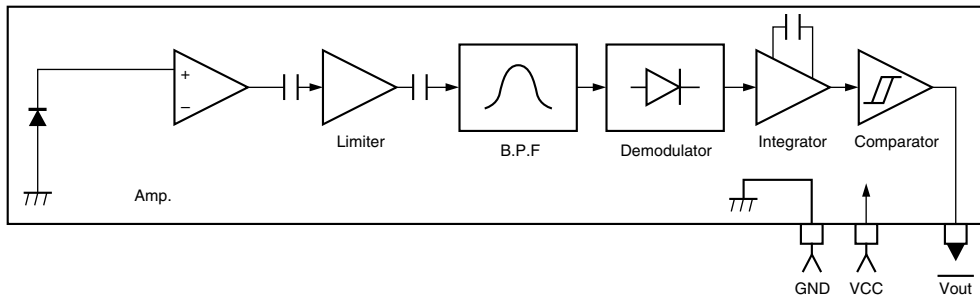 +
−
Limiter
B.P.F
Demodulator
Integrator
Comparator
Amp.
GND
VCC
Vout